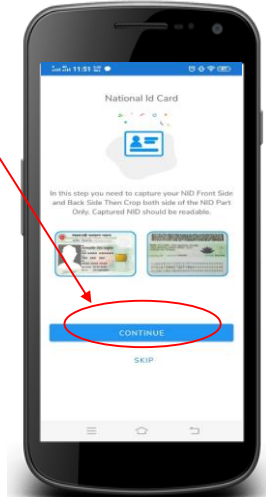 11:51
National Id Card
In this step you need to capture your NID Front Side
and Back Side Then Crop both side of the NID Part
Only. Captured NID should be readable.
CONTINUE
SKIP